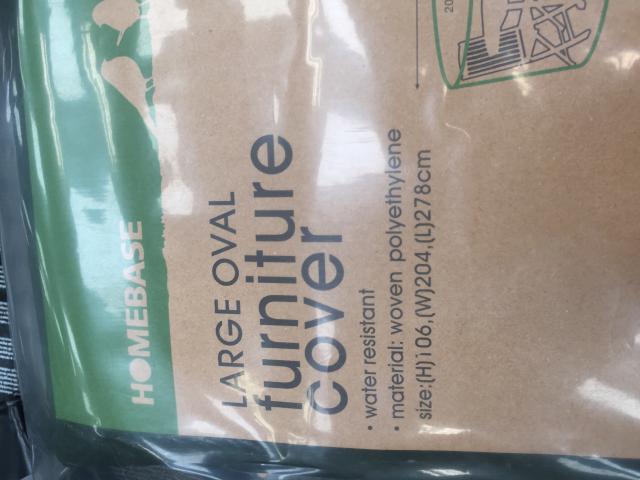 HOMEBASE
LARGE OVAL
furniture
cover
• water resistant
• material: woven polyethylene
size:(H)106,(W)204,(L)278cm